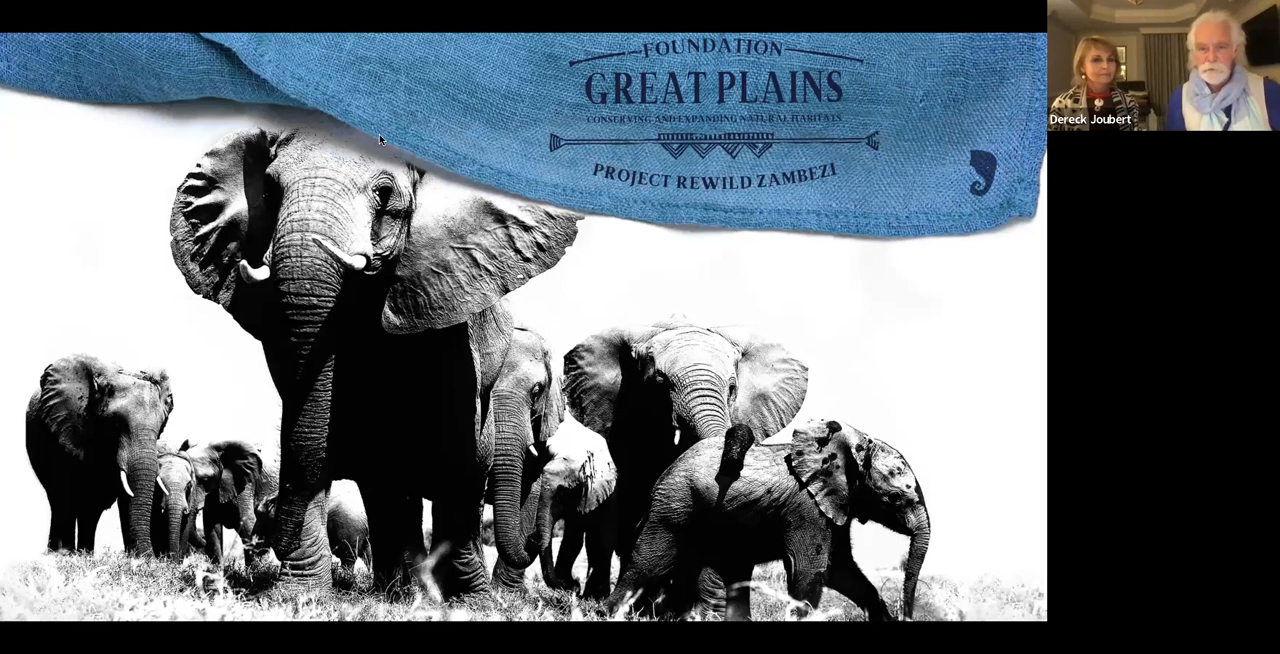 FOUNDATION
GREAT PLAINS
CONSERVING AND EXPANDING NATURAL HABITATS
PROJECT REWILD ZAMBEZI
Dereck Joubert